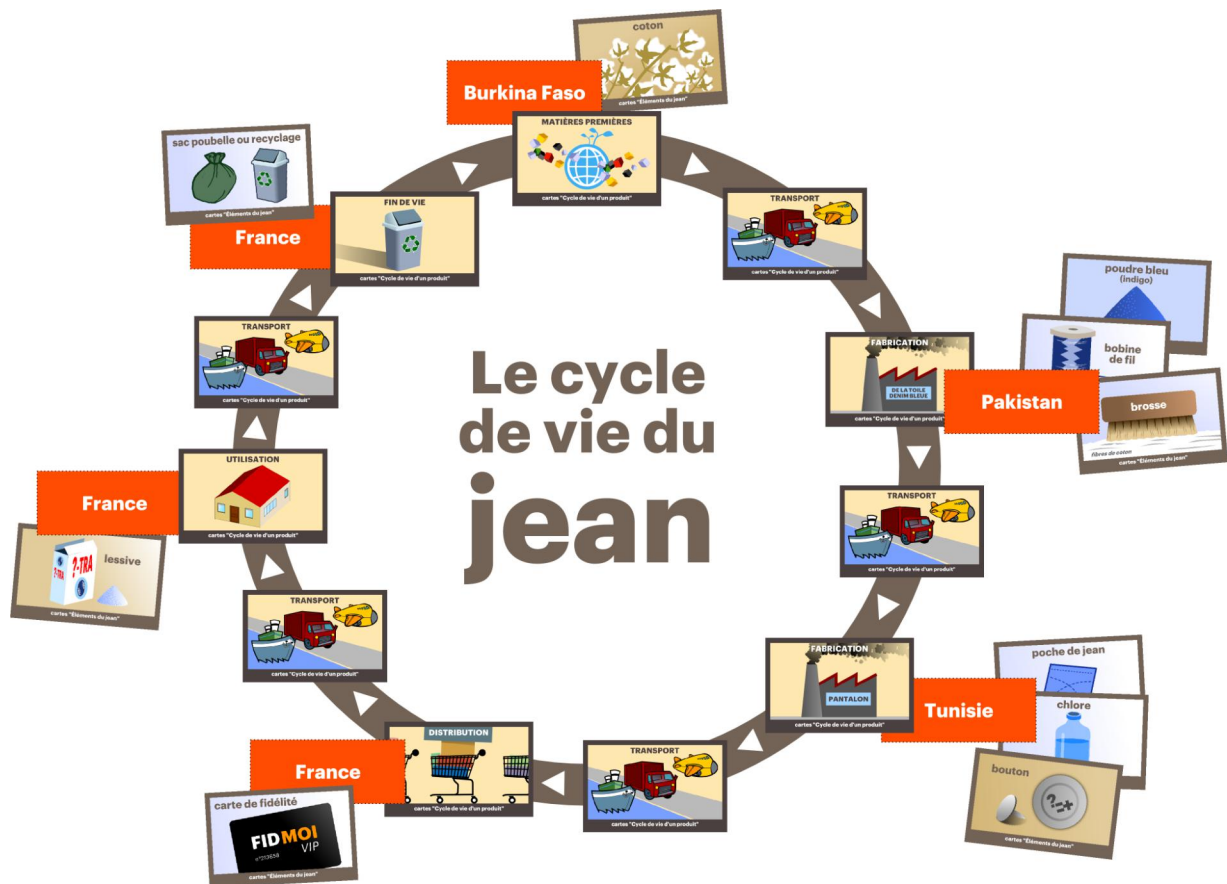 Le cycle
de vie du
jean
coton
cartes "Éléments du jean"
Burkina Faso
MATIÈRES PREMIÈRES
cartes "Cycle de vie d'un produit"
TRANSPORT
cartes "Cycle de vie d'un produit"
poudre bleu
(indigo)
bobine
de fil
brosse
fibres de coton
cartes "Éléments du jean"
Pakistan
FABRICATION
DE LA TOILE
DENIM BLEUE
cartes "Cycle de vie d'un produit"
TRANSPORT
cartes "Cycle de vie d'un produit"
poche de jean
chlore
bouton
?-+
cartes "Éléments du jean"
Tunisie
FABRICATION
PANTALON
cartes "Cycle de vie d'un produit"
TRANSPORT
cartes "Cycle de vie d'un produit"
DISTRIBUTION
cartes "Cycle de vie d'un produit"
France
carte de fidélité
FIDMOI
VIP
n°213658
cartes "Éléments du jean"
TRANSPORT
cartes "Cycle de vie d'un produit"
UTILISATION
cartes "Cycle de vie d'un produit"
France
lessive
?-TRA
?-TRA
cartes "Éléments du jean"
TRANSPORT
cartes "Cycle de vie d'un produit"
FIN DE VIE
cartes "Cycle de vie d'un produit"
France
sac poubelle ou recyclage
cartes "Éléments du jean"